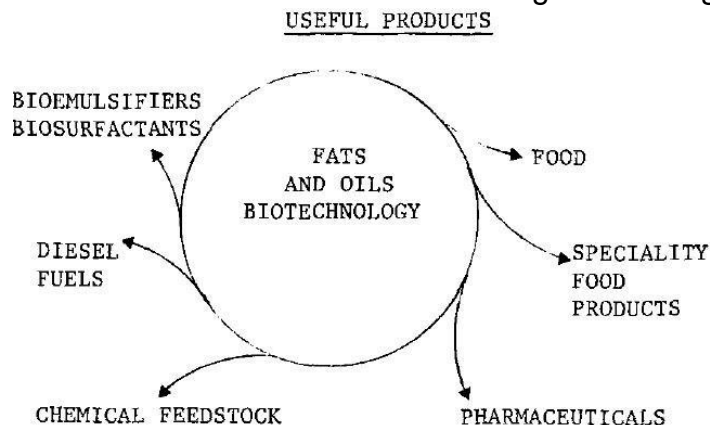 USEFUL PRODUCTS
BIOEMULSIFIERS
BIOSURFACTANTS
FATS
AND OILS
BIOTECHNOLOGY
FOOD
DIESEL
FUELS
SPECIALITY
FOOD
PRODUCTS
CHEMICAL FEEDSTOCK
PHARMACEUTICALS